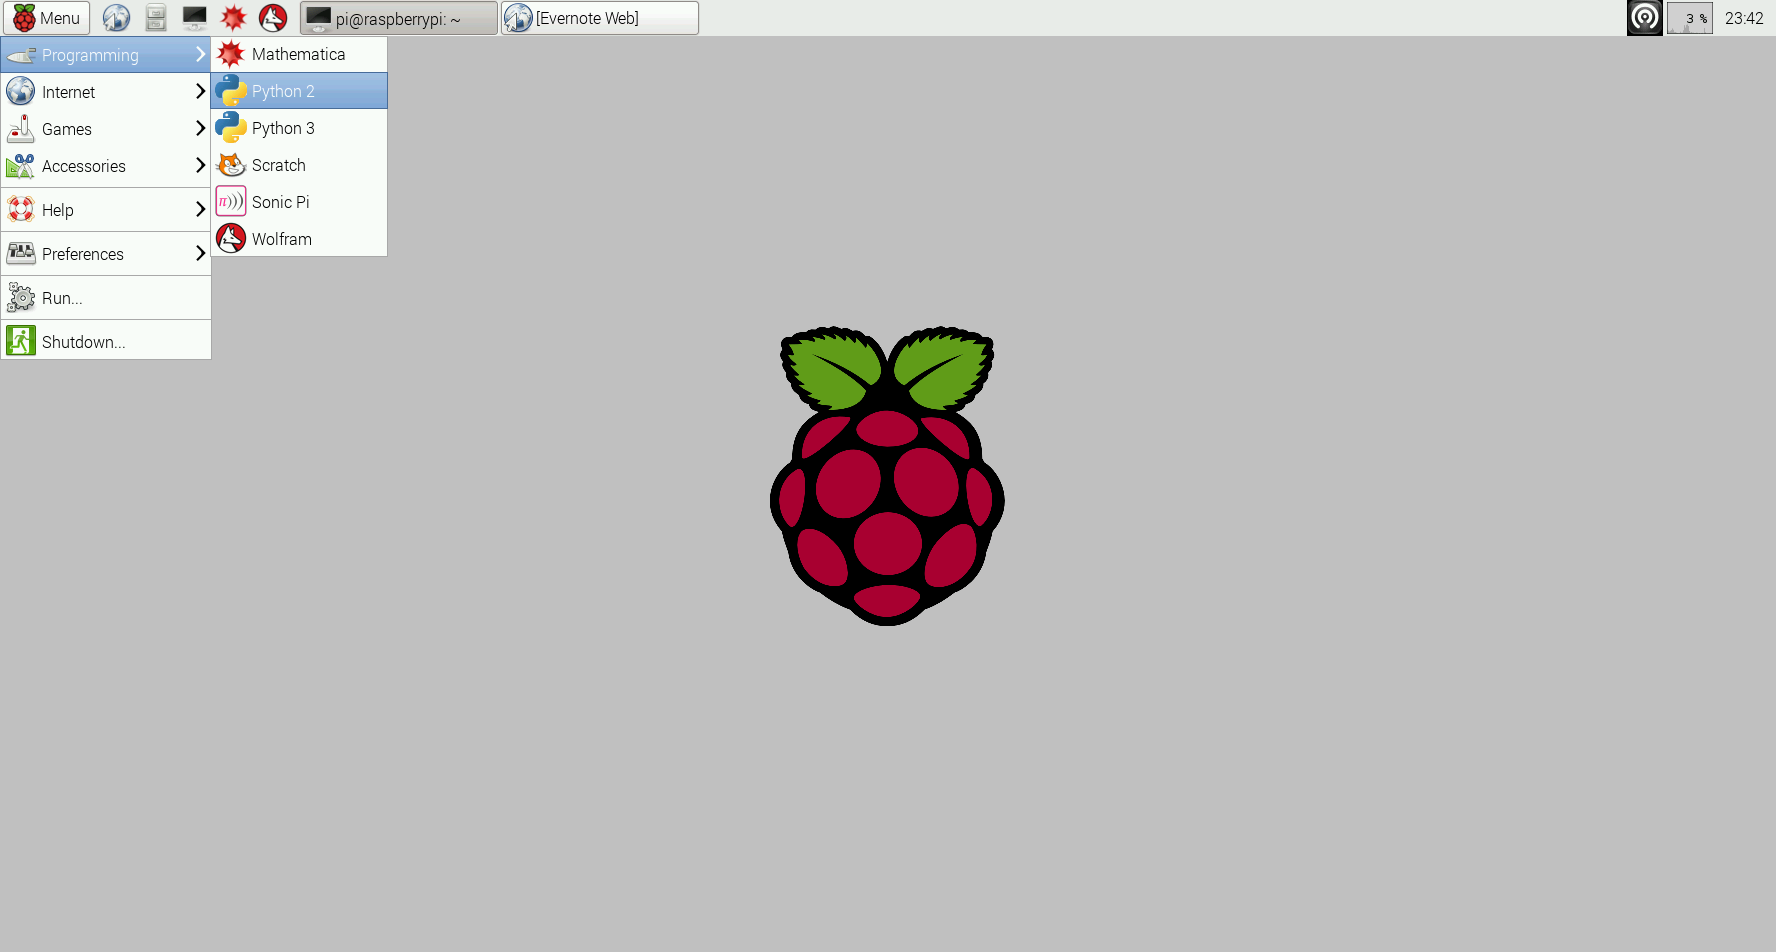 Menu pi@raspberrypi: ~ [Evernote Web] 3 % 23:42
Programming
Internet
Games
Accessories
Help
Preferences
Run...
Shutdown...
Mathematica
Python 2
Python 3
Scratch
Sonic Pi
Wolfram